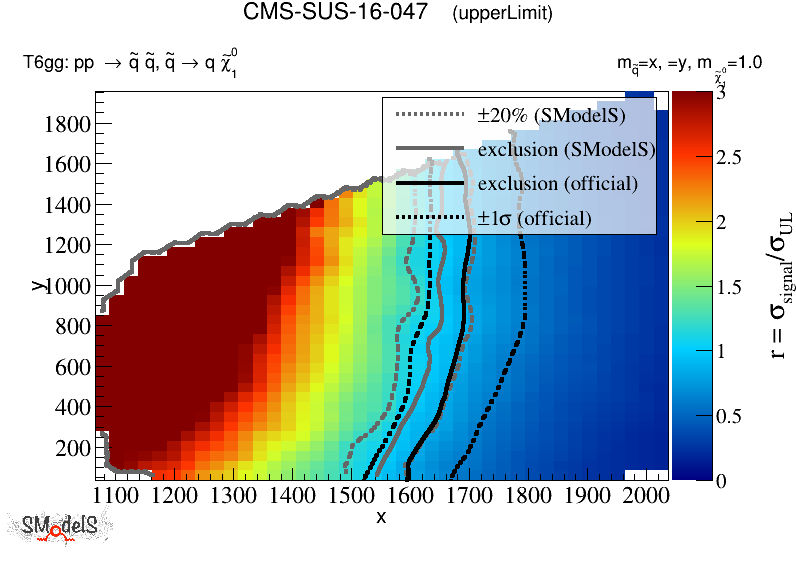 CMS-SUS-16-047 (upperLimit)
T6gg: pp → q̃ q̃, q̃ → q χ̃₁⁰
m_q̃=x, =y, m_χ̃₁⁰=1.0
±20% (SModelS)
exclusion (SModelS)
exclusion (official)
±1σ (official)
1800
1600
1400
1200
1000
800
600
400
200
y
1100 1200 1300 1400 1500 1600 1700 1800 1900 2000
x
3
2.5
2
1.5
1
0.5
0
r = σ_signal/σ_UL
SModelS